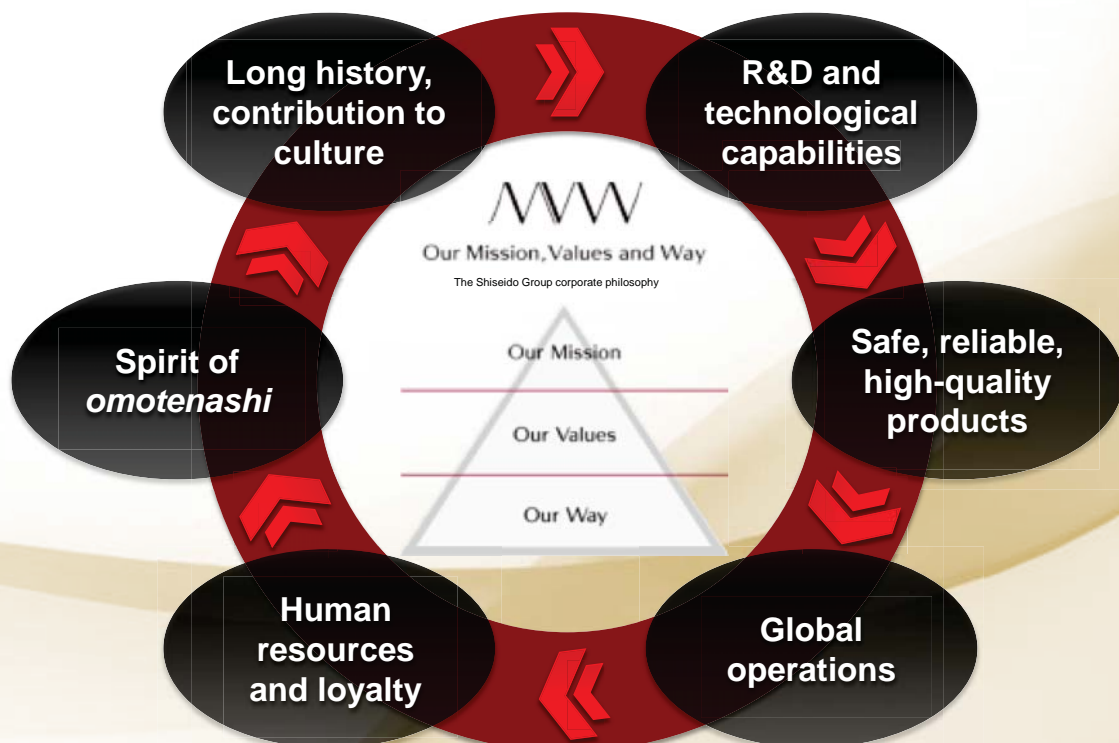 Long history,
contribution to
culture
R&D and
technological
capabilities
Our Mission, Values and Way
The Shiseido Group corporate philosophy
Our Mission
Our Values
Our Way
Spirit of
omotenashi
Safe, reliable,
high-quality
products
Human
resources
and loyalty
Global
operations